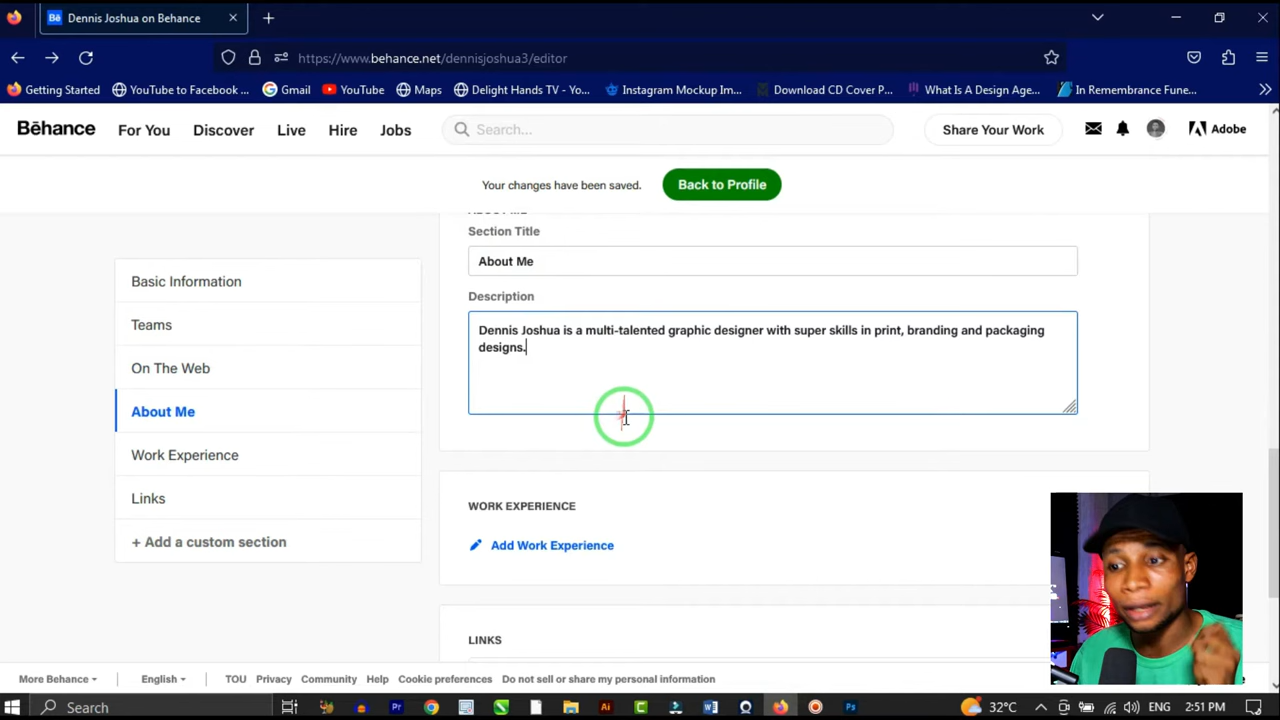 Dennis Joshua on Behance
https://www.behance.net/dennisjoshua3/editor
Getting Started
YouTube to Facebook ...
Gmail
YouTube
Maps
Delight Hands TV - Yo...
Instagram Mockup Im...
Download CD Cover P...
What Is A Design Age...
In Remembrance Fune...
Bēhance
For You
Discover
Live
Hire
Jobs
Search...
Share Your Work
Adobe
Your changes have been saved.
Back to Profile
Basic Information
Teams
On The Web
About Me
Work Experience
Links
+ Add a custom section
ABOUT ME
Section Title
About Me
Description
Dennis Joshua is a multi-talented graphic designer with super skills in print, branding and packaging
designs.
WORK EXPERIENCE
Add Work Experience
LINKS
More Behance
English
TOU
Privacy
Community
Help
Cookie preferences
Do not sell or share my personal information
Search
32°C
ENG
2:51 PM